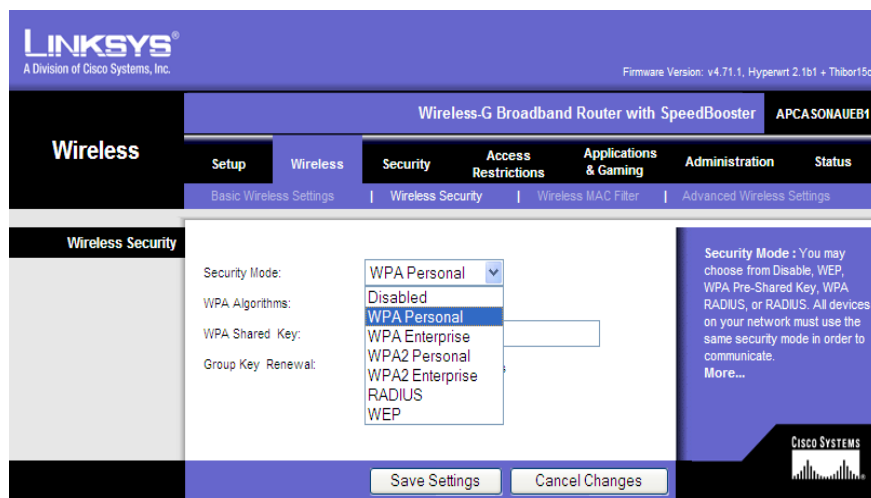 LINKSYS®
A Division of Cisco Systems, Inc.
Firmware Version: v4.71.1, Hyperwrt 2.1b1 + Thibor15c
Wireless-G Broadband Router with SpeedBooster
APCASONAUEB1
Wireless
Setup
Wireless
Security
Access Restrictions
Applications & Gaming
Administration
Status
Basic Wireless Settings | Wireless Security | Wireless MAC Filter | Advanced Wireless Settings
Wireless Security
Security Mode: WPA Personal
WPA Algorithms:
WPA Shared Key:
Group Key Renewal:
Disabled
WPA Personal
WPA Enterprise
WPA2 Personal
WPA2 Enterprise
RADIUS
WEP
Security Mode : You may
choose from Disable, WEP,
WPA Pre-Shared Key, WPA
RADIUS, or RADIUS. All devices
on your network must use the
same security mode in order to
communicate.
More...
Save Settings
Cancel Changes
CISCO SYSTEMS